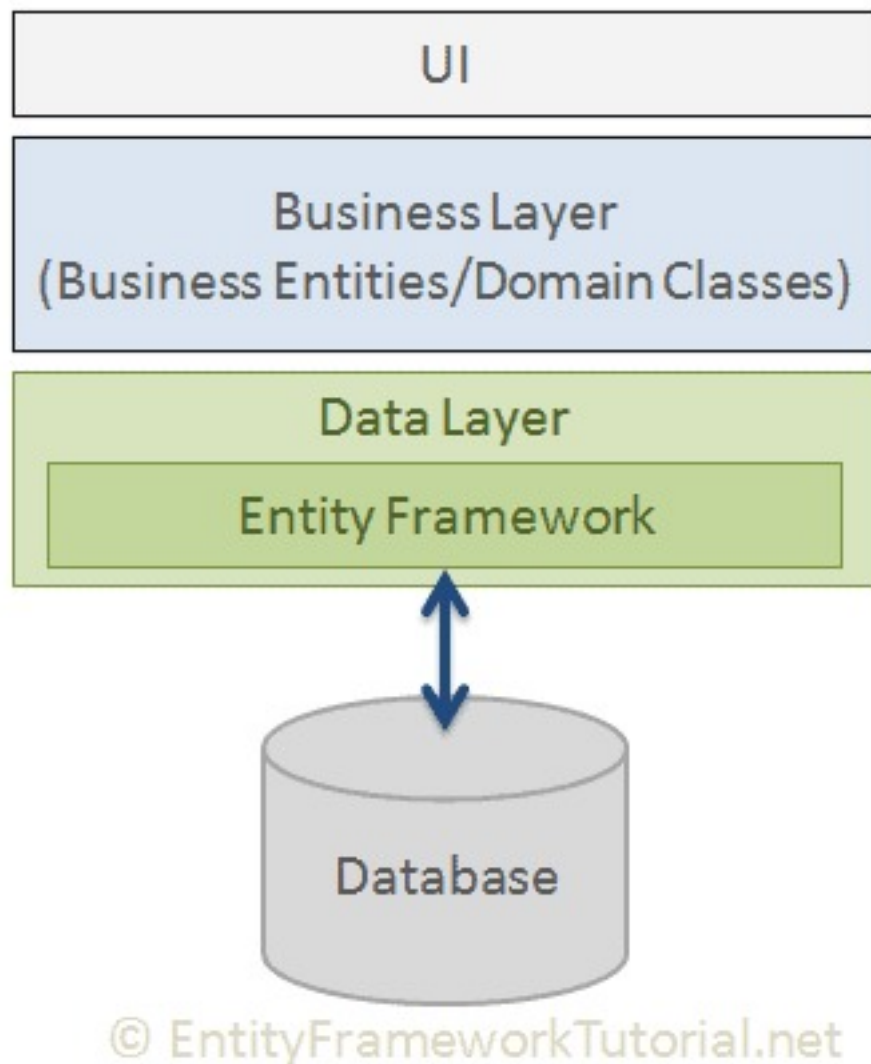 UI
Business Layer
(Business Entities/Domain Classes)
Data Layer
Entity Framework
Database
© EntityFrameworkTutorial.net